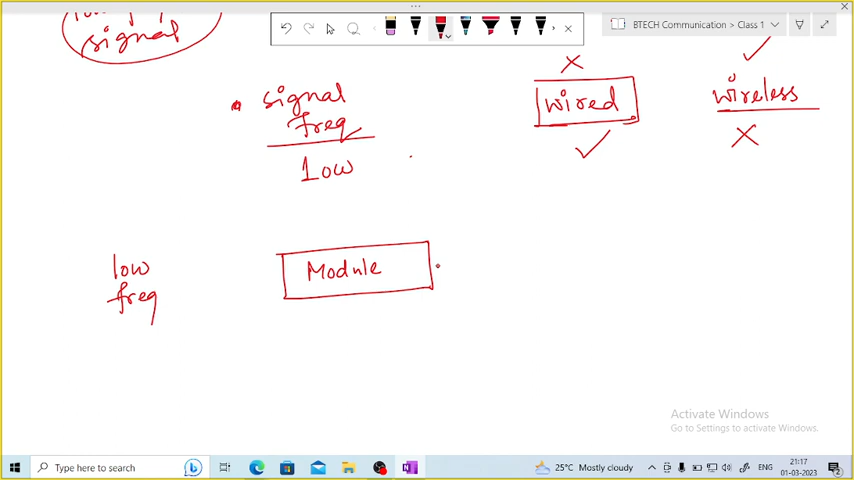 BTECH Communication > Class 1
signal
signal
freq
low
wired
wireless
low
freq
Module
Activate Windows
Go to Settings to activate Windows.
Type here to search
25°C Mostly cloudy
ENG
21:17
01-03-2023
2